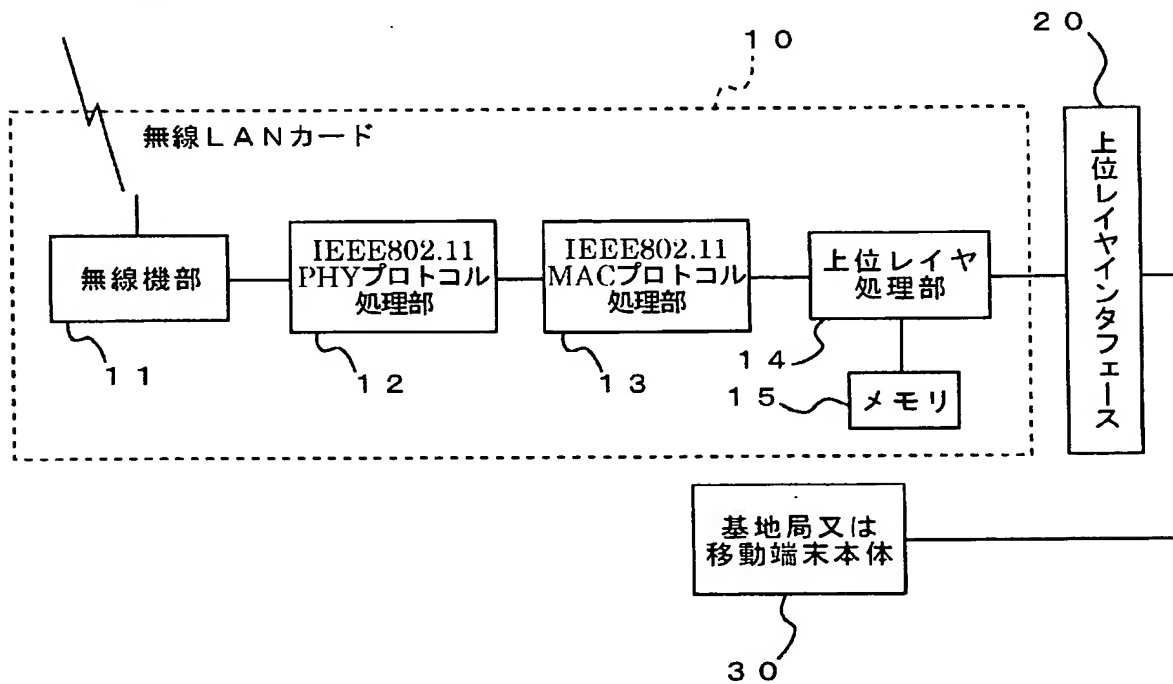 １０
２０
無線ＬＡＮカード
無線機部
IEEE802.11
PHYプロトコル
処理部
IEEE802.11
MACプロトコル
処理部
上位レイヤ
処理部
上位レイヤインタフェース
１１
１２
１３
１４
１５
メモリ
基地局又は
移動端末本体
３０